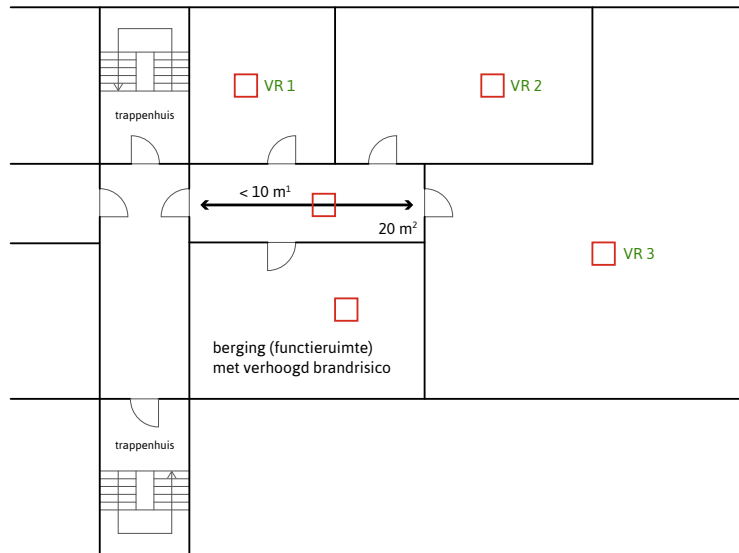 VR 1
VR 2
trappenhuis
< 10 m¹
20 m²
VR 3
berging (functieruimte)
met verhoogd brandrisico
trappenhuis